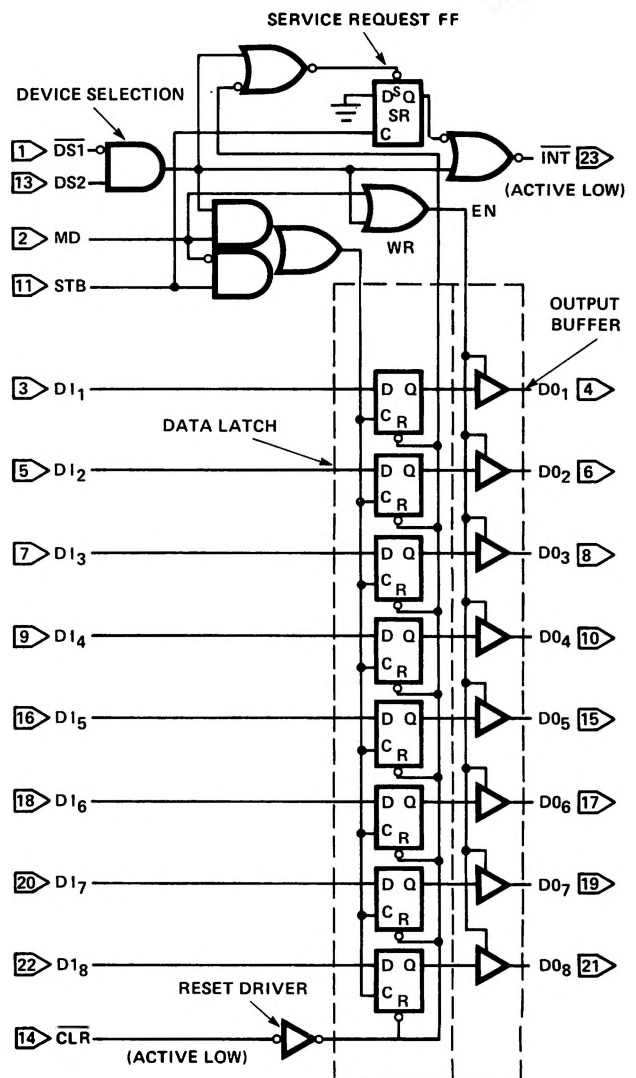 SERVICE REQUEST FF
DEVICE SELECTION
D S Q
SR
C
1 D̅S̅1̅
13 DS2
I̅N̅T̅ 23
(ACTIVE LOW)
2 MD
EN
WR
11 STB
OUTPUT
BUFFER
3 DI1 D Q C R DO1 4
DATA LATCH
5 DI2 D Q C R DO2 6
7 DI3 D Q C R DO3 8
9 DI4 D Q C R DO4 10
16 DI5 D Q C R DO5 15
18 DI6 D Q C R DO6 17
20 DI7 D Q C R DO7 19
22 DI8 D Q C R DO8 21
RESET DRIVER
14 C̅L̅R̅
(ACTIVE LOW)